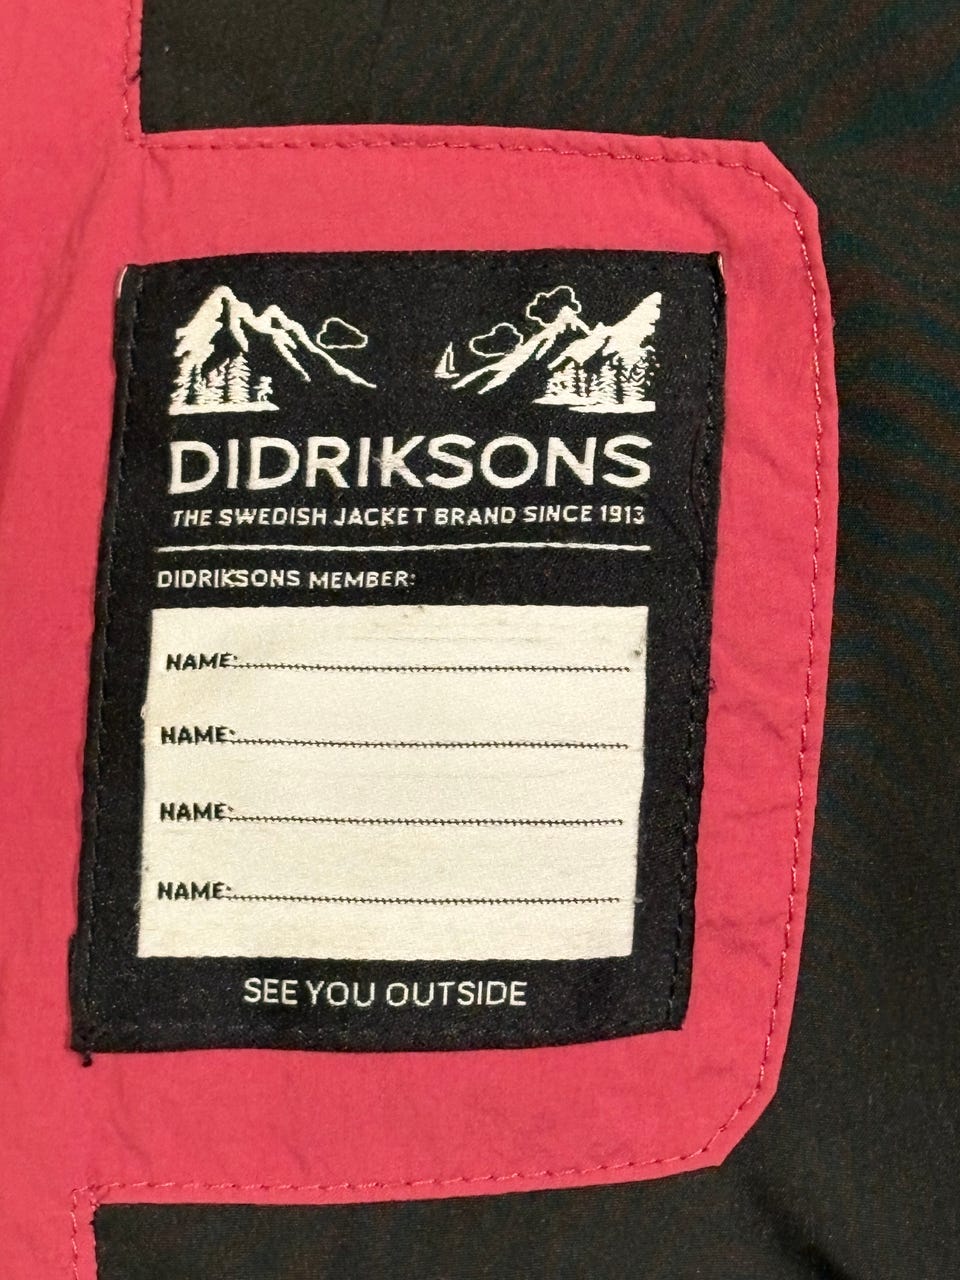 DIDRIKSONS
THE SWEDISH JACKET BRAND SINCE 1913
DIDRIKSONS MEMBER:
NAME:
NAME:
NAME:
NAME:
SEE YOU OUTSIDE